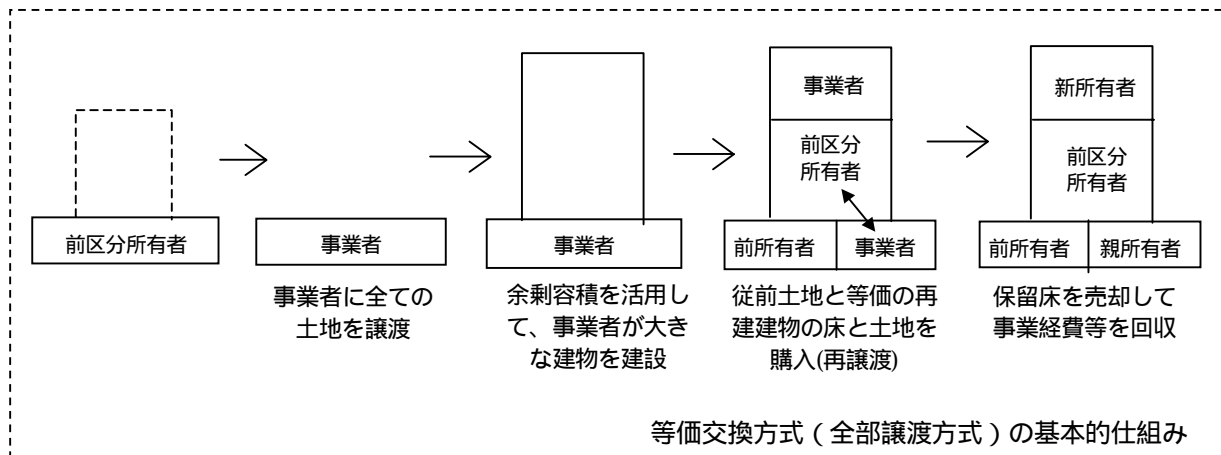 前区分所有者
事業者
事業者に全ての
土地を譲渡
事業者
余剰容積を活用し
て、事業者が大き
な建物を建設
事業者
前区分
所有者
前所有者
事業者
従前土地と等価の再
建建物の床と土地を
購入(再譲渡)
新所有者
前区分
所有者
前所有者
親所有者
保留床を売却して
事業経費等を回収
等価交換方式(全部譲渡方式)の基本的仕組み